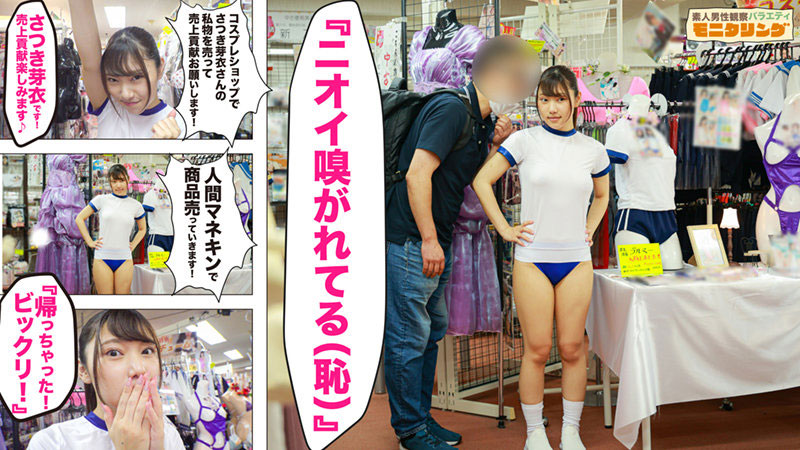 素人男性観察バラエティ
モニタリング
コスプレショップで
さつき芽衣さんの
私物を売って
売上貢献お願いします！
さつき芽衣です！
売上貢献楽しみます♪
人間マネキンで
商品売っていきます！
『帰っちゃった！
ビックリ！』
『ニオイ嗅がれてる(恥)』